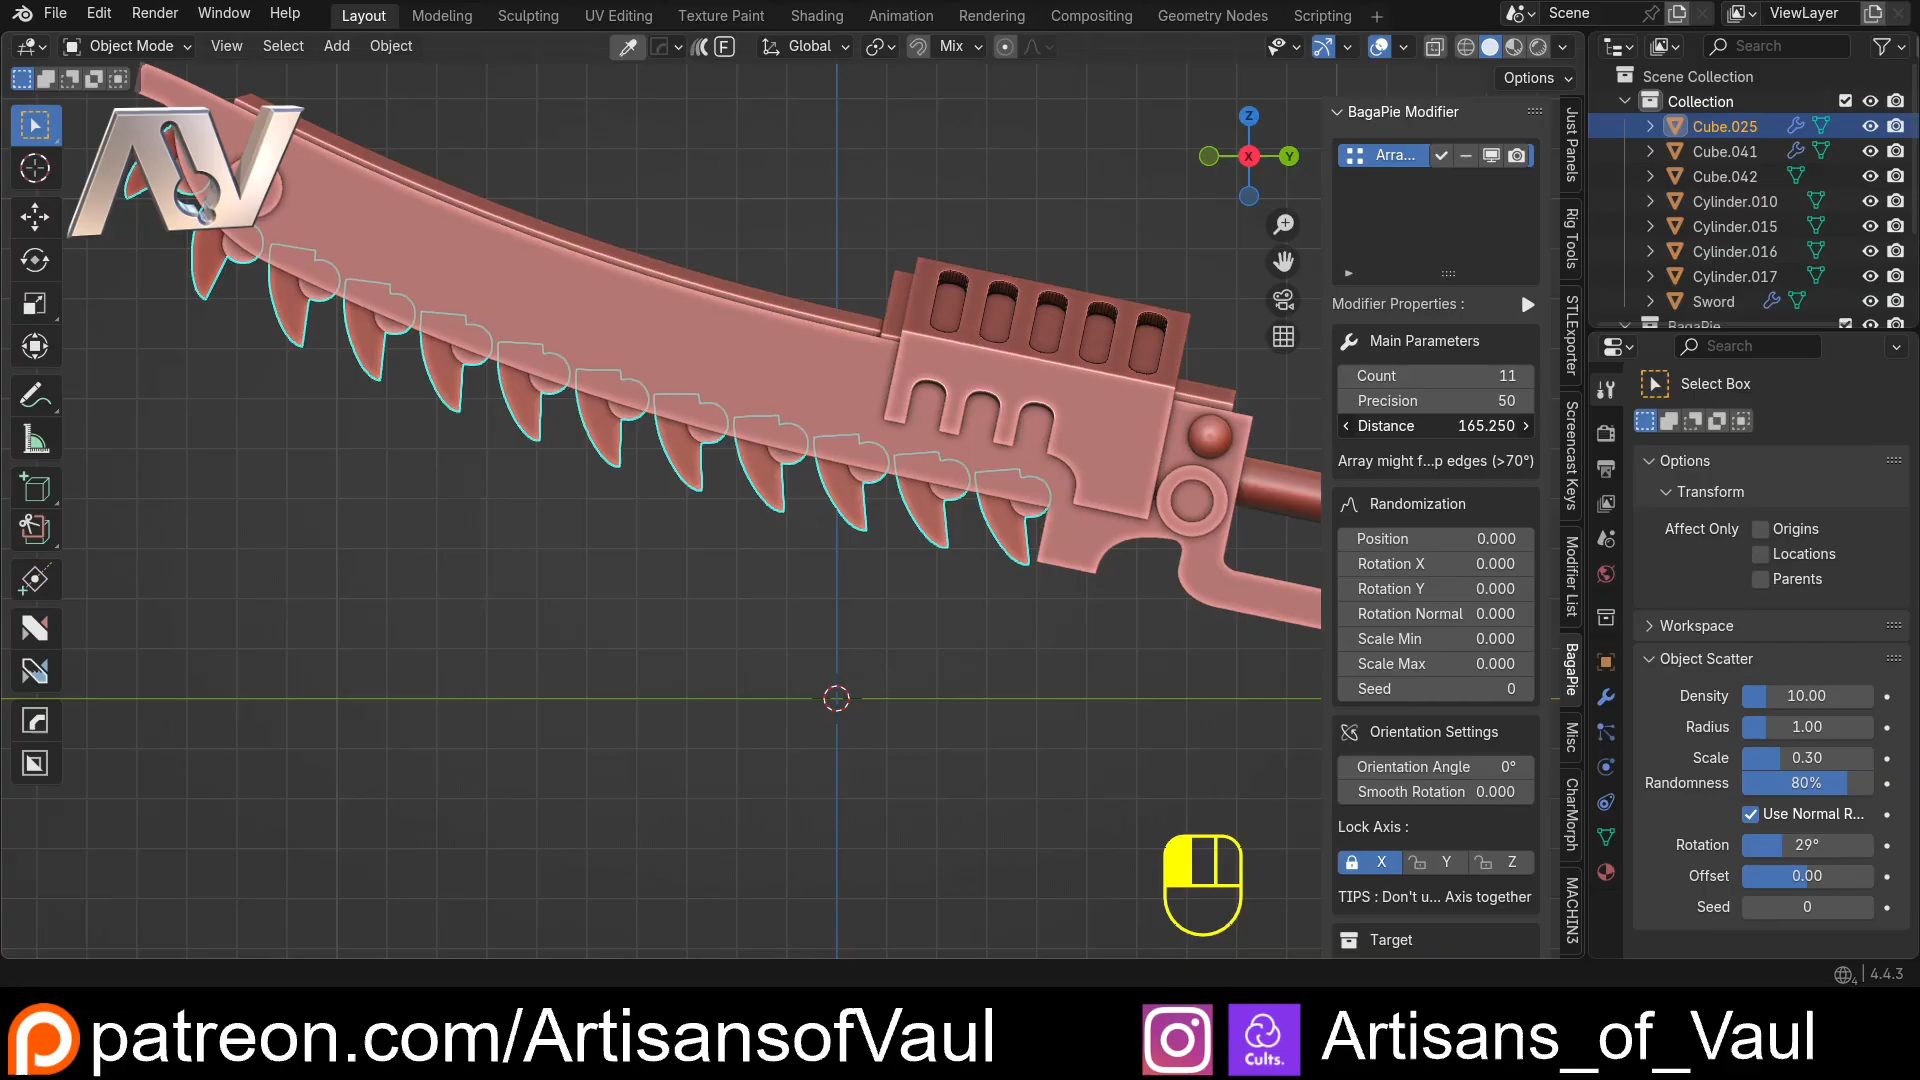 File Edit Render Window Help Layout Modeling Sculpting UV Editing Texture Paint Shading Animation Rendering Compositing Geometry Nodes Scripting + Scene ViewLayer
Object Mode View Select Add Object Global Mix Search
Options
Scene Collection
Collection
Cube.025
Cube.041
Cube.042
Cylinder.010
Cylinder.015
Cylinder.016
Cylinder.017
Sword
BagaPie
AV
Z
X
Y
BagaPie Modifier
Arra...
Modifier Properties :
Main Parameters
Count 11
Precision 50
Distance 165.250
Array might f...p edges (>70°)
Randomization
Position 0.000
Rotation X 0.000
Rotation Y 0.000
Rotation Normal 0.000
Scale Min 0.000
Scale Max 0.000
Seed 0
Orientation Settings
Orientation Angle 0°
Smooth Rotation 0.000
Lock Axis :
X Y Z
TIPS : Don't u... Axis together
Target
Just Panels
Rig Tools
STLExporter
Screencast Keys
Modifier List
BagaPie
Misc
CharMorph
MACHIN3
Search
Select Box
Options
Transform
Affect Only Origins
Locations
Parents
Workspace
Object Scatter
Density 10.00
Radius 1.00
Scale 0.30
Randomness 80%
Use Normal R...
Rotation 29°
Offset 0.00
Seed 0
4.4.3
patreon.com/ArtisansofVaul
Cults.
Artisans_of_Vaul